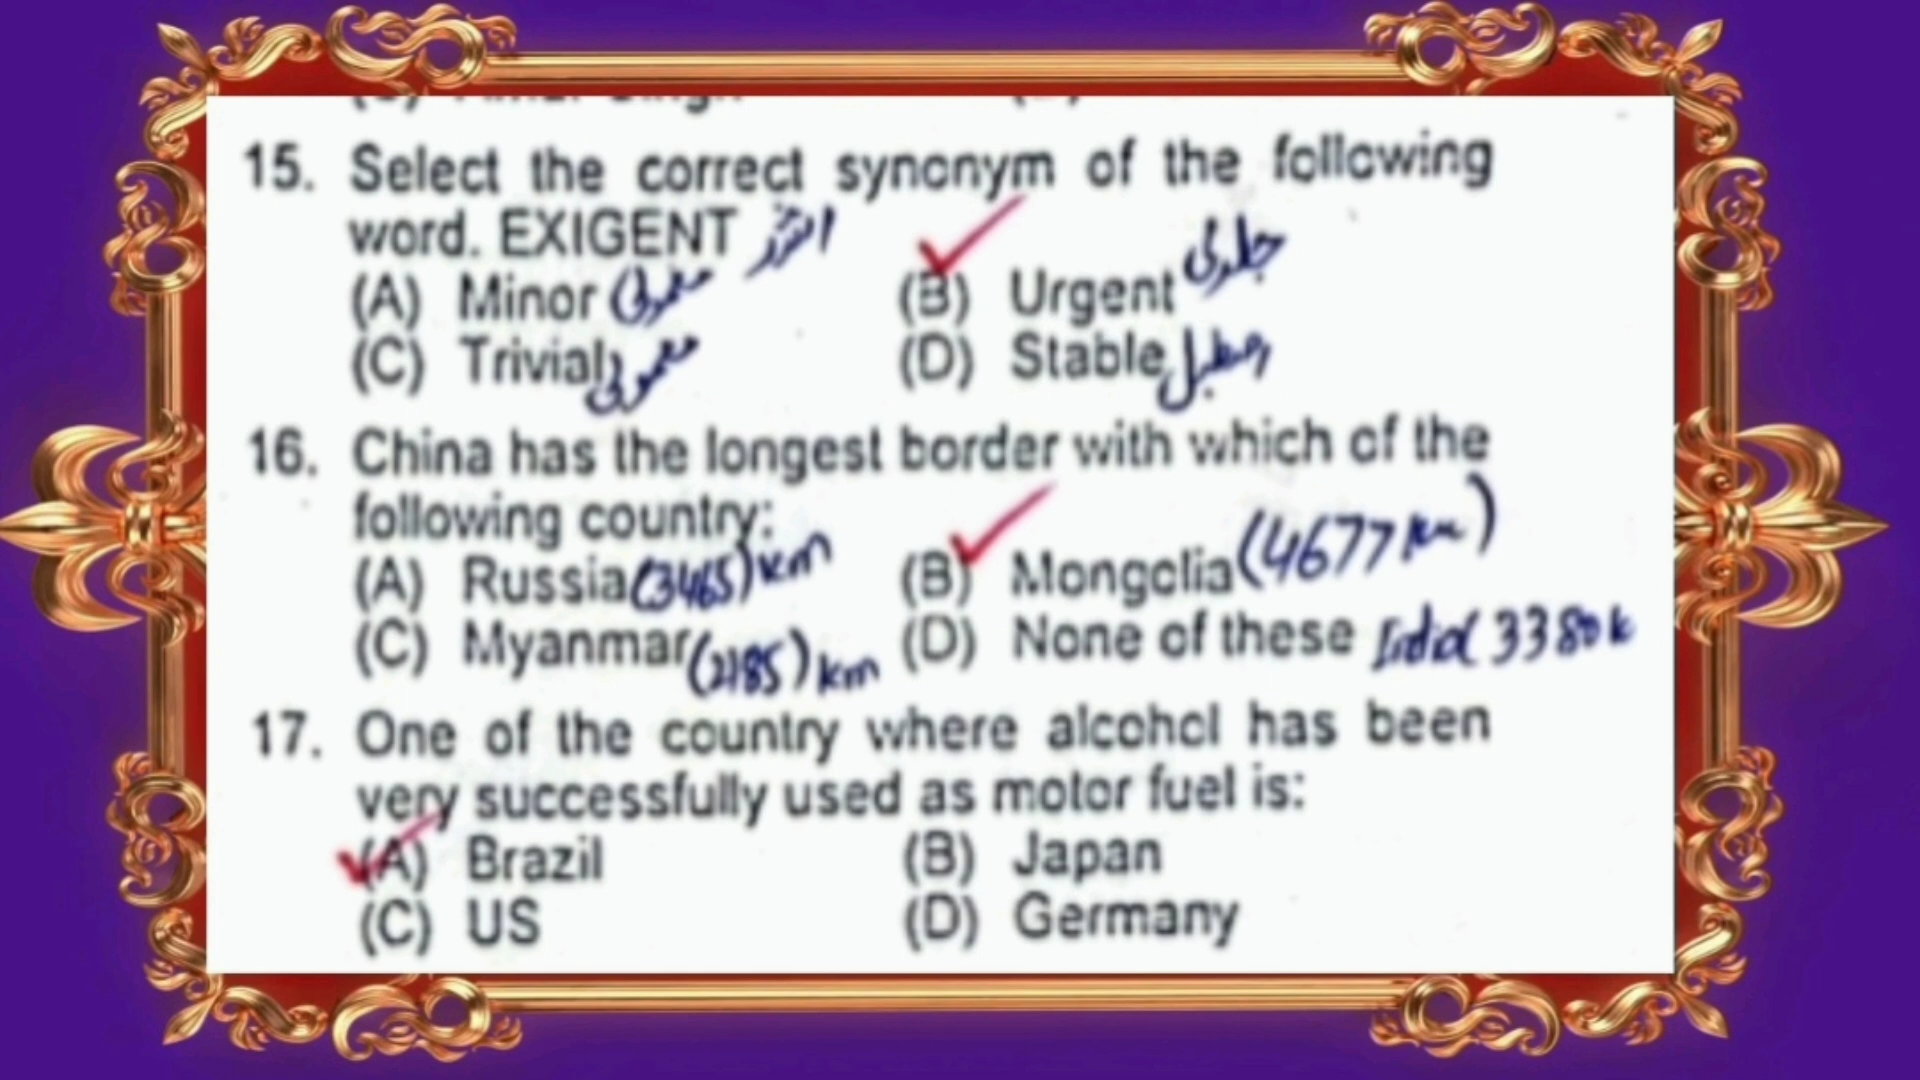 15. Select the correct synonym of the following
word. EXIGENT
(A) Minor معمولی (B) Urgent جلدی
(C) Trivial معمولی (D) Stable
16. China has the longest border with which of the
following country:
(A) Russia (3465) km (B) Mongolia (4677 km)
(C) Myanmar (2185) km (D) None of these 3380 k
17. One of the country where alcohol has been
very successfully used as motor fuel is:
(A) Brazil (B) Japan
(C) US (D) Germany